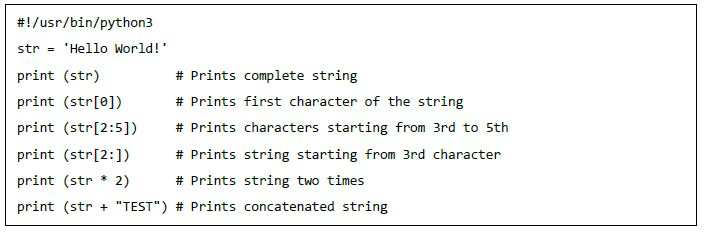 #!/usr/bin/python3
str = 'Hello World!'
print (str)          # Prints complete string
print (str[0])       # Prints first character of the string
print (str[2:5])     # Prints characters starting from 3rd to 5th
print (str[2:])      # Prints string starting from 3rd character
print (str * 2)      # Prints string two times
print (str + "TEST") # Prints concatenated string